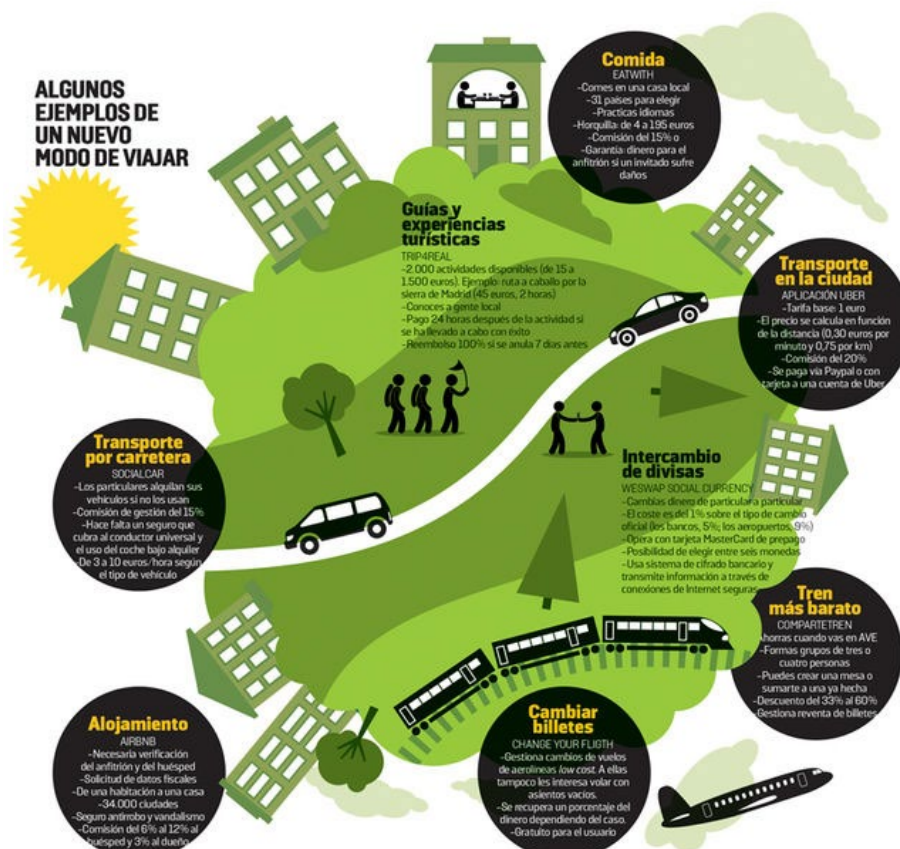 ALGUNOS
EJEMPLOS DE
UN NUEVO
MODO DE VIAJAR
Comida
EATWITH
-Comes en una casa local
-31 países para elegir
-Practicas idiomas
-Horquilla: de 4 a 195 euros
-Comisión del 15% o
-Garantía: dinero para el
anfitrión si un invitado sufre
daños
Guías y
experiencias
turísticas
TRIP4REAL
-2.000 actividades disponibles (de 15 a
1.500 euros). Ejemplo: ruta a caballo por la
sierra de Madrid (45 euros, 2 horas)
-Conoces a gente local
-Pago 24 horas después de la actividad si
se ha llevado a cabo con éxito
-Reembolso 100% si se anula 7 días antes
Transporte
en la ciudad
APLICACIÓN UBER
-Tarifa base: 1 euro
-El precio se calcula en función
de la distancia (0,30 euros por
minuto y 0,75 por km)
-Comisión del 20%
-Se paga vía Paypal o con
tarjeta a una cuenta de Uber
Transporte
por carretera
SOCIALCAR
-Los particulares alquilan sus
vehículos si no los usan
-Comisión de gestión del 15%
-Hace falta un seguro que
cubra al conductor universal y
el uso del coche bajo alquiler
-De 3 a 10 euros/hora según
el tipo de vehículo
Intercambio
de divisas
WESWAP SOCIAL CURRENCY
-Cambias dinero de particular a particular
-El coste es del 1% sobre el tipo de cambio
oficial (los bancos, 5%; los aeropuertos, 9%)
-Opera con tarjeta MasterCard de prepago
-Posibilidad de elegir entre seis monedas
-Usa sistema de cifrado bancario y
transmite información a través de
conexiones de Internet seguras
Tren
más barato
COMPARTETREN
Ahorras cuando vas en AVE
-Formas grupos de tres o
cuatro personas
-Puedes crear una mesa o
sumarte a una ya hecha
-Descuento del 33% al 60%
-Gestiona reventa de billetes
Alojamiento
AIRBNB
-Necesaria verificación
del anfitrión y del huésped
-Solicitud de datos fiscales
-De una habitación a una casa
-34.000 ciudades
-Seguro antirrobo y vandalismo
-Comisión del 6% al 12% al
huésped y 3% al dueño
Cambiar
billetes
CHANGE YOUR FLIGTH
-Gestiona cambios de vuelos
de aerolíneas low cost. A ellas
tampoco les interesa volar con
asientos vacíos.
-Se recupera un porcentaje del
dinero dependiendo del caso.
-Gratuito para el usuario